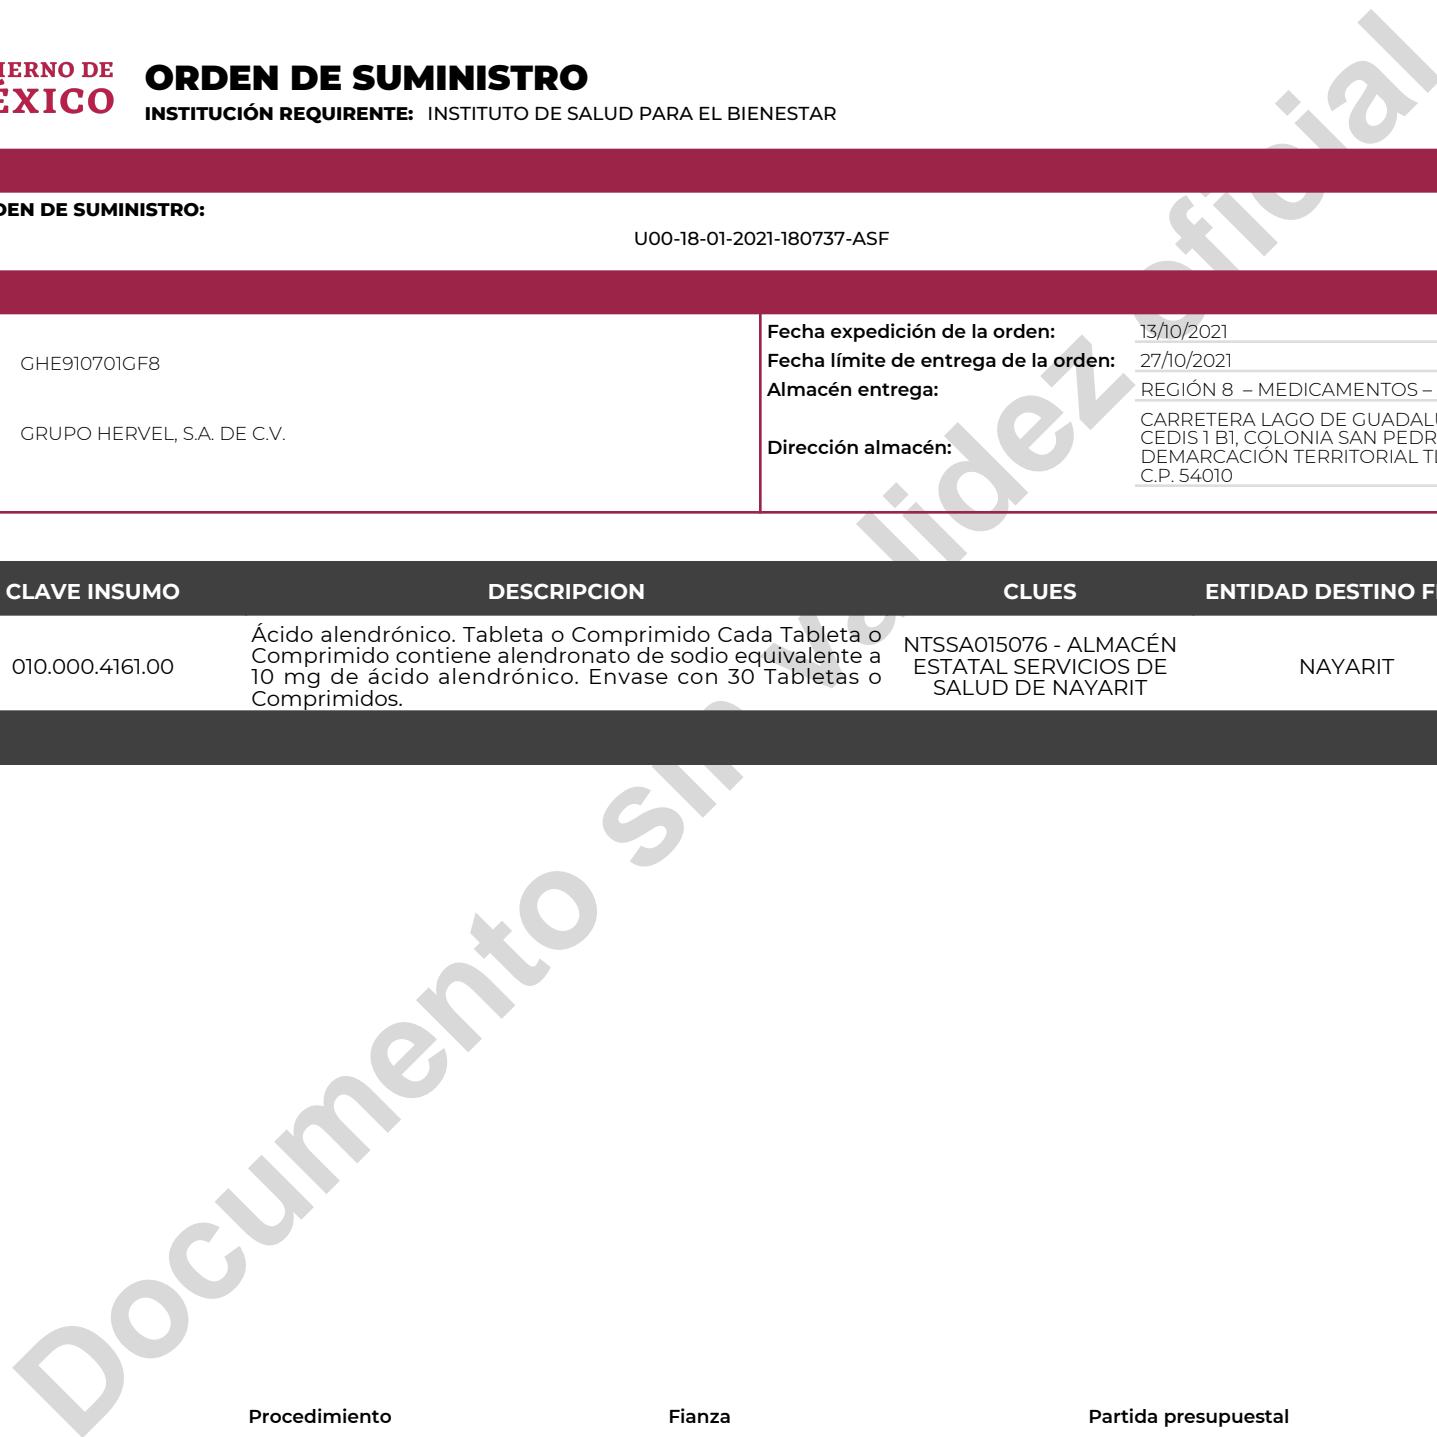 IERNO DE
ÉXICO
ORDEN DE SUMINISTRO
INSTITUCIÓN REQUIRENTE: INSTITUTO DE SALUD PARA EL BIENESTAR
DEN DE SUMINISTRO:
U00-18-01-2021-180737-ASF
GHE910701GF8
GRUPO HERVEL, S.A. DE C.V.
Fecha expedición de la orden: 13/10/2021
Fecha límite de entrega de la orden: 27/10/2021
Almacén entrega: REGIÓN 8 – MEDICAMENTOS –
Dirección almacén:
CARRETERA LAGO DE GUADALU
CEDIS 1 B1, COLONIA SAN PEDR
DEMARCACIÓN TERRITORIAL TL
C.P. 54010
CLAVE INSUMO DESCRIPCION CLUES ENTIDAD DESTINO FI
010.000.4161.00
Ácido alendrónico. Tableta o Comprimido Cada Tableta o
Comprimido contiene alendronato de sodio equivalente a
10 mg de ácido alendrónico. Envase con 30 Tabletas o
Comprimidos.
NTSSA015076 - ALMACÉN
ESTATAL SERVICIOS DE
SALUD DE NAYARIT
NAYARIT
Documento sin validez oficial
Procedimiento Fianza Partida presupuestal